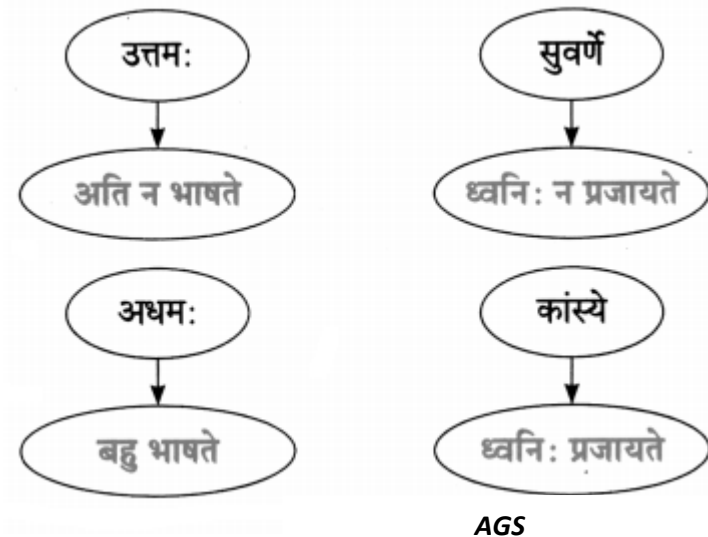 उत्तम:
सुवर्णे
अति न भाषते
ध्वनि: न प्रजायते
अधम:
कांस्ये
बहु भाषते
ध्वनि: प्रजायते
AGS